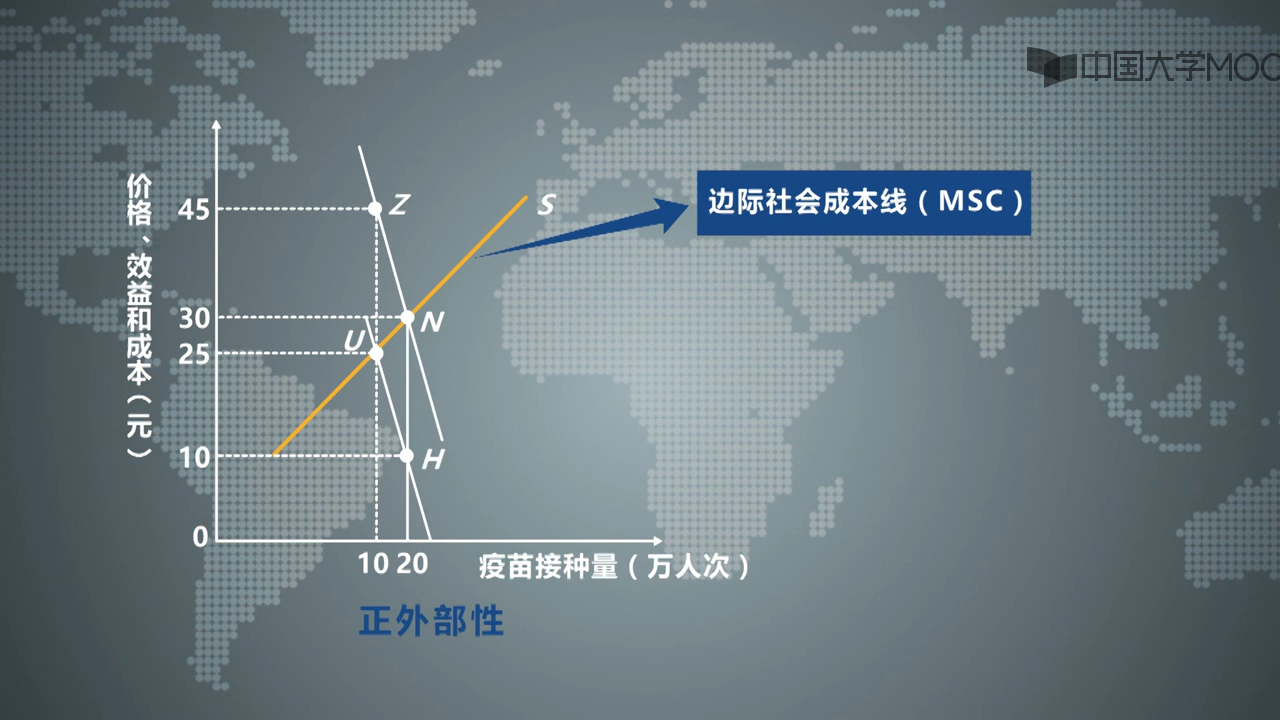 中国大学MOO
价格、效益和成本（元）
45
30
25
10
0
Z
S
N
U
H
边际社会成本线（MSC）
10 20
疫苗接种量（万人次）
正外部性